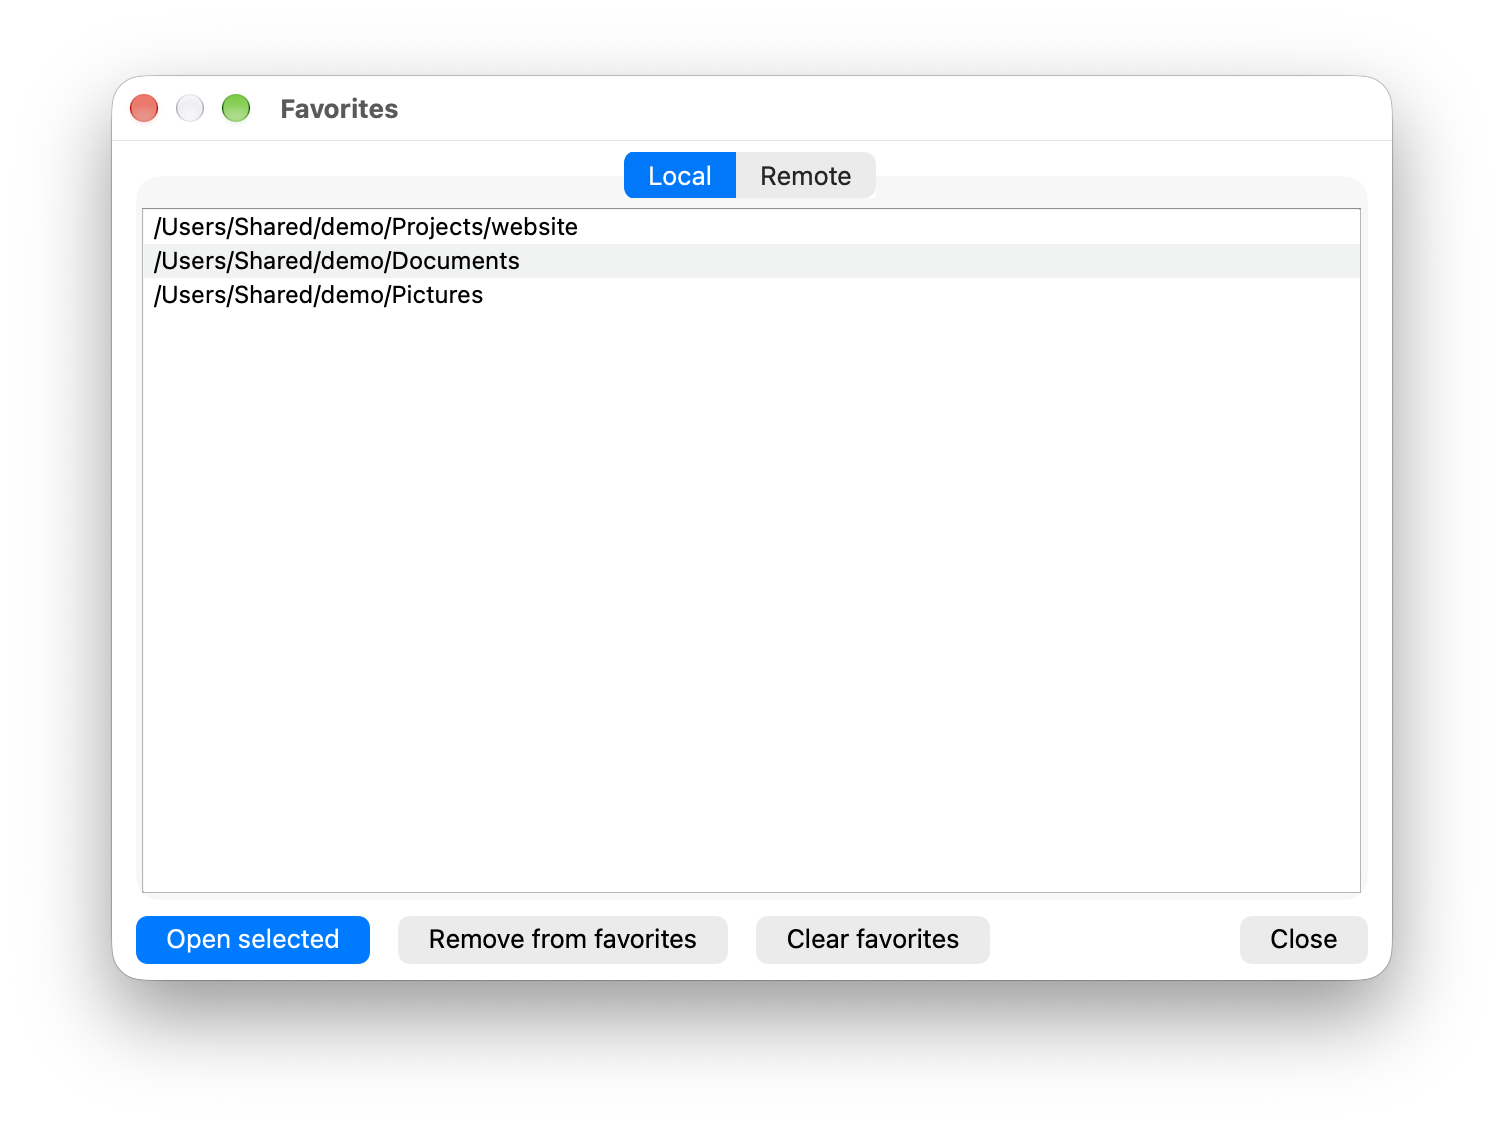 Favorites
Local Remote
/Users/Shared/demo/Projects/website
/Users/Shared/demo/Documents
/Users/Shared/demo/Pictures
Open selected Remove from favorites Clear favorites Close